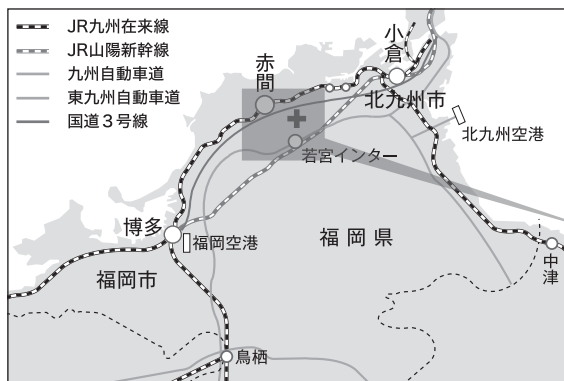 JR九州在来線
JR山陽新幹線
九州自動車道
東九州自動車道
国道3号線
小倉
赤間
北九州市
北九州空港
若宮インター
博多
福岡空港
福岡県
福岡市
中津
鳥栖